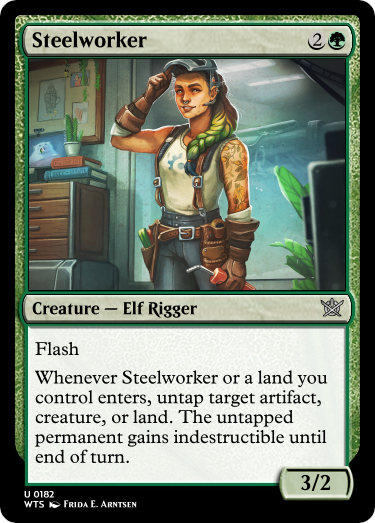 Steelworker 2
Creature — Elf Rigger
Flash
Whenever Steelworker or a land you
control enters, untap target artifact,
creature, or land. The untapped
permanent gains indestructible until
end of turn.
3/2
U 0182
WTS Frida E. Arntsen